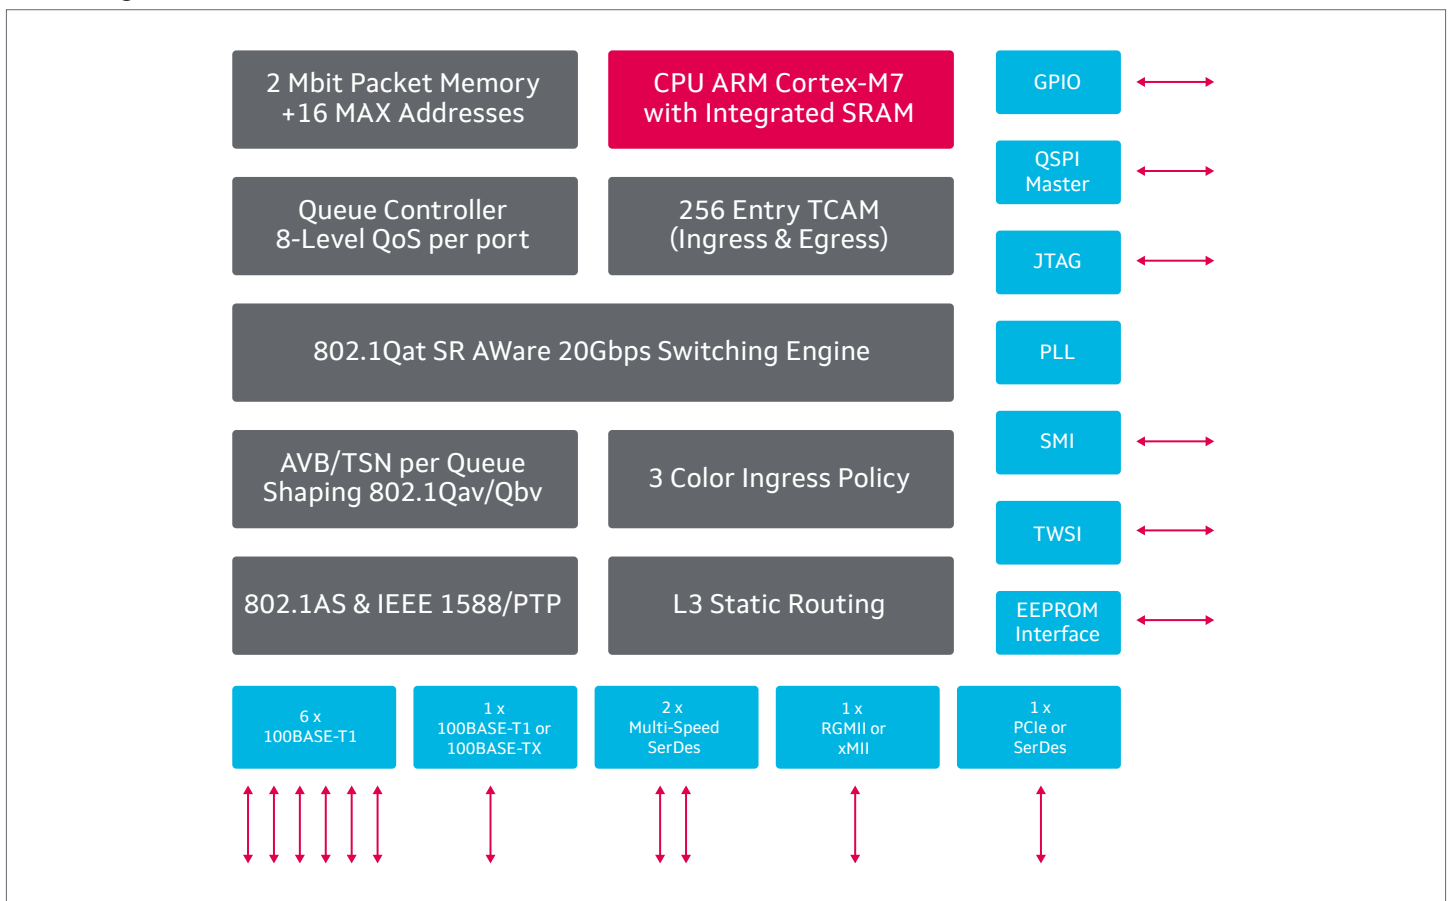 2 Mbit Packet Memory
+16 MAX Addresses
CPU ARM Cortex-M7
with Integrated SRAM
GPIO
QSPI
Master
Queue Controller
8-Level QoS per port
256 Entry TCAM
(Ingress & Egress)
JTAG
802.1Qat SR AWare 20Gbps Switching Engine
PLL
AVB/TSN per Queue
Shaping 802.1Qav/Qbv
3 Color Ingress Policy
SMI
TWSI
802.1AS & IEEE 1588/PTP
L3 Static Routing
EEPROM
Interface
6 x
100BASE-T1
1 x
100BASE-T1 or
100BASE-TX
2 x
Multi-Speed
SerDes
1 x
RGMII or
xMII
1 x
PCIe or
SerDes